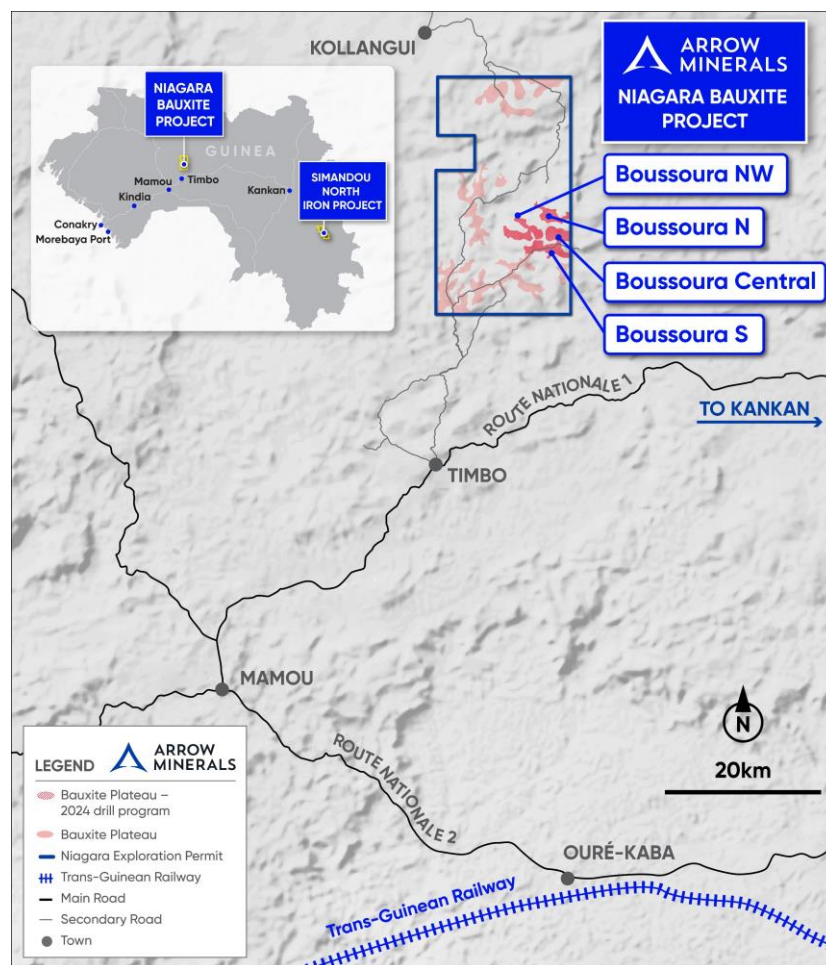 KOLLANGUI
ARROW
MINERALS
NIAGARA BAUXITE
PROJECT
NIAGARA
BAUXITE
PROJECT
GUINEA
Mamou
Timbo
Kindia
Kankan
SIMANDOU
NORTH
IRON PROJECT
Conakry
Morebaya Port
Boussoura NW
Boussoura N
Boussoura Central
Boussoura S
ROUTE NATIONALE 1
TO KANKAN
TIMBO
MAMOU
ROUTE NATIONALE 2
N
20km
OURÉ-KABA
Trans-Guinean Railway
LEGEND
ARROW
MINERALS
Bauxite Plateau –
2024 drill program
Bauxite Plateau
Niagara Exploration Permit
Trans-Guinean Railway
Main Road
Secondary Road
Town